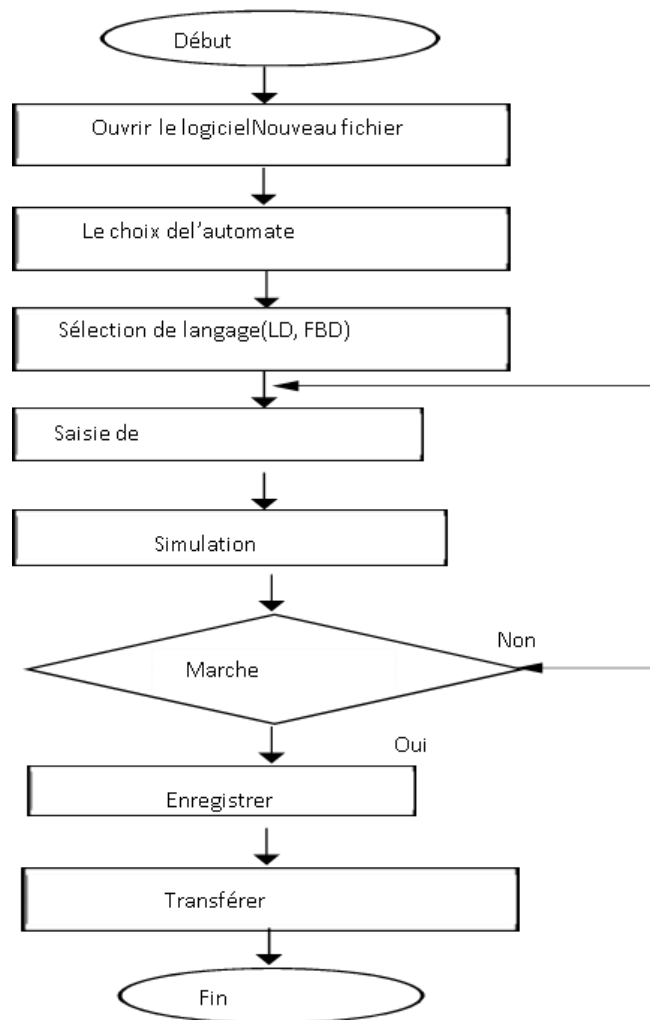 Début
Ouvrir le logicielNouveau fichier
Le choix del’automate
Sélection de langage(LD, FBD)
Saisie de
Simulation
Non
Marche
Oui
Enregistrer
Transférer
Fin